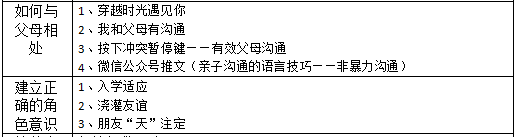 如何与
父母相
处
1、穿越时光遇见你
2、我和父母有沟通
3、按下冲突暂停键——有效父母沟通
4、微信公众号推文（亲子沟通的语言技巧——非暴力沟通）
建立正
确的角
色意识
1、入学适应
2、浇灌友谊
3、朋友“天”注定